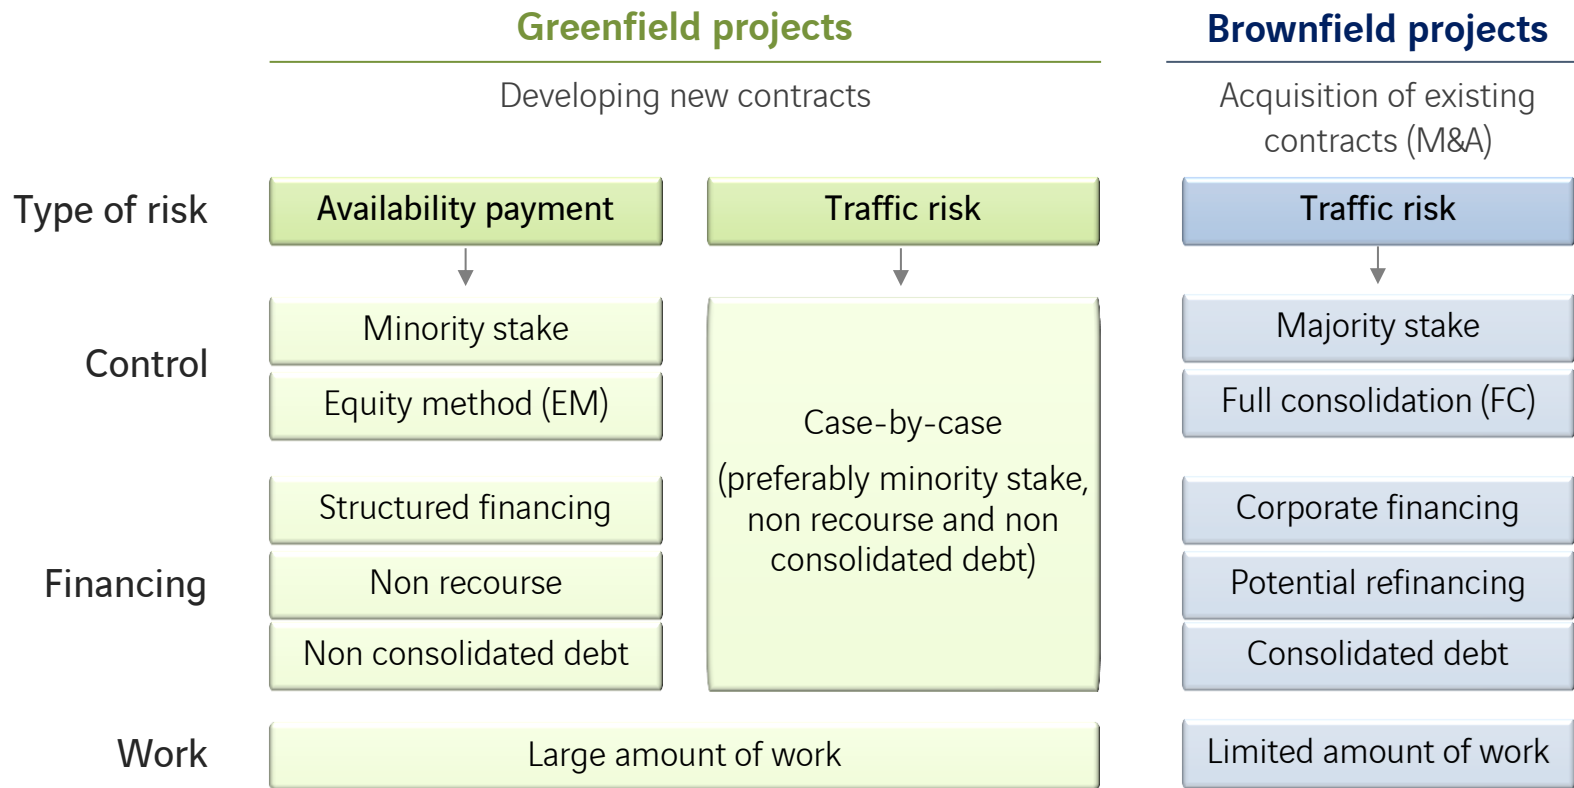 Greenfield projects
Brownfield projects
Developing new contracts
Acquisition of existing
contracts (M&A)
Type of risk
Availability payment
Traffic risk
Traffic risk
Control
Minority stake
Equity method (EM)
Case-by-case
(preferably minority stake,
non recourse and non
consolidated debt)
Majority stake
Full consolidation (FC)
Financing
Structured financing
Non recourse
Non consolidated debt
Corporate financing
Potential refinancing
Consolidated debt
Work
Large amount of work
Limited amount of work